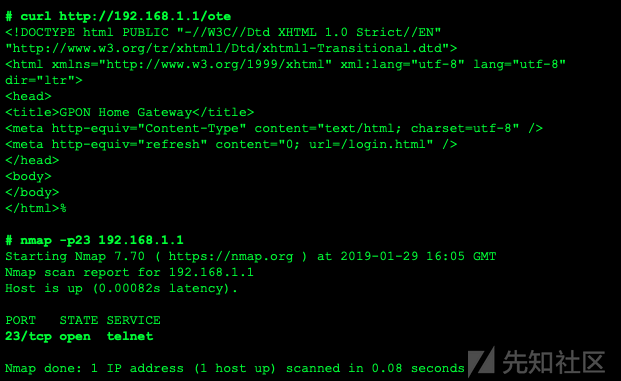 # curl http://192.168.1.1/ote
<!DOCTYPE html PUBLIC "-//W3C//Dtd XHTML 1.0 Strict//EN"
"http://www.w3.org/tr/xhtml1/Dtd/xhtml1-Transitional.dtd">
<html xmlns="http://www.w3.org/1999/xhtml" xml:lang="utf-8" lang="utf-8"
dir="ltr">
<head>
<title>GPON Home Gateway</title>
<meta http-equiv="Content-Type" content="text/html; charset=utf-8" />
<meta http-equiv="refresh" content="0; url=/login.html" />
</head>
<body>
</body>
</html>%
# nmap -p23 192.168.1.1
Starting Nmap 7.70 ( https://nmap.org ) at 2019-01-29 16:05 GMT
Nmap scan report for 192.168.1.1
Host is up (0.00082s latency).
PORT   STATE SERVICE
23/tcp open  telnet
Nmap done: 1 IP address (1 host up) scanned in 0.08 seconds
先知社区